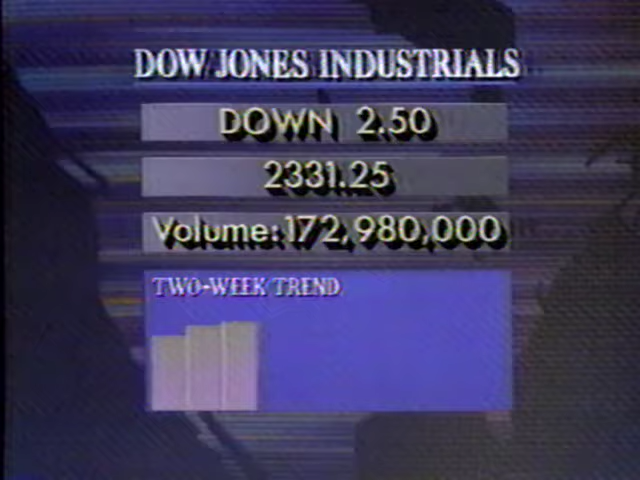 DOW JONES INDUSTRIALS
DOWN 2.50
2331.25
Volume:172,980,000
TWO-WEEK TREND